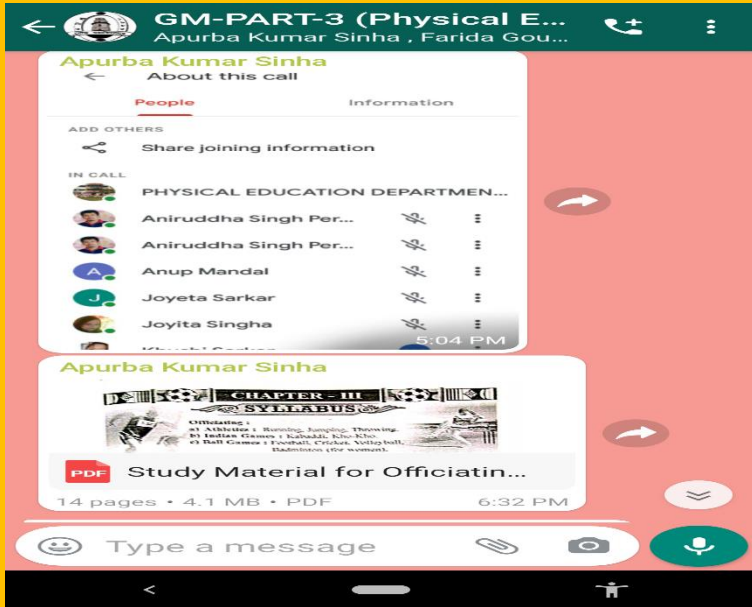 GM-PART-3 (Physical E...
Apurba Kumar Sinha , Farida Gou...
Apurba Kumar Sinha
About this call
People Information
ADD OTHERS
Share joining information
IN CALL
PHYSICAL EDUCATION DEPARTMEN...
Aniruddha Singh Per...
Aniruddha Singh Per...
A Anup Mandal
J Joyeta Sarkar
Joyita Singha
5:04 PM
Apurba Kumar Sinha
CHAPTER - III
SYLLABUS
Officiating :
a) Athletics : Running, Jumping, Throwing.
b) Indian Games : Kabaddi, Kho-Kho.
c) Ball Games : Football, Cricket, Volleyball,
Badminton (for women).
PDF Study Material for Officiatin...
14 pages • 4.1 MB • PDF 6:32 PM
Type a message